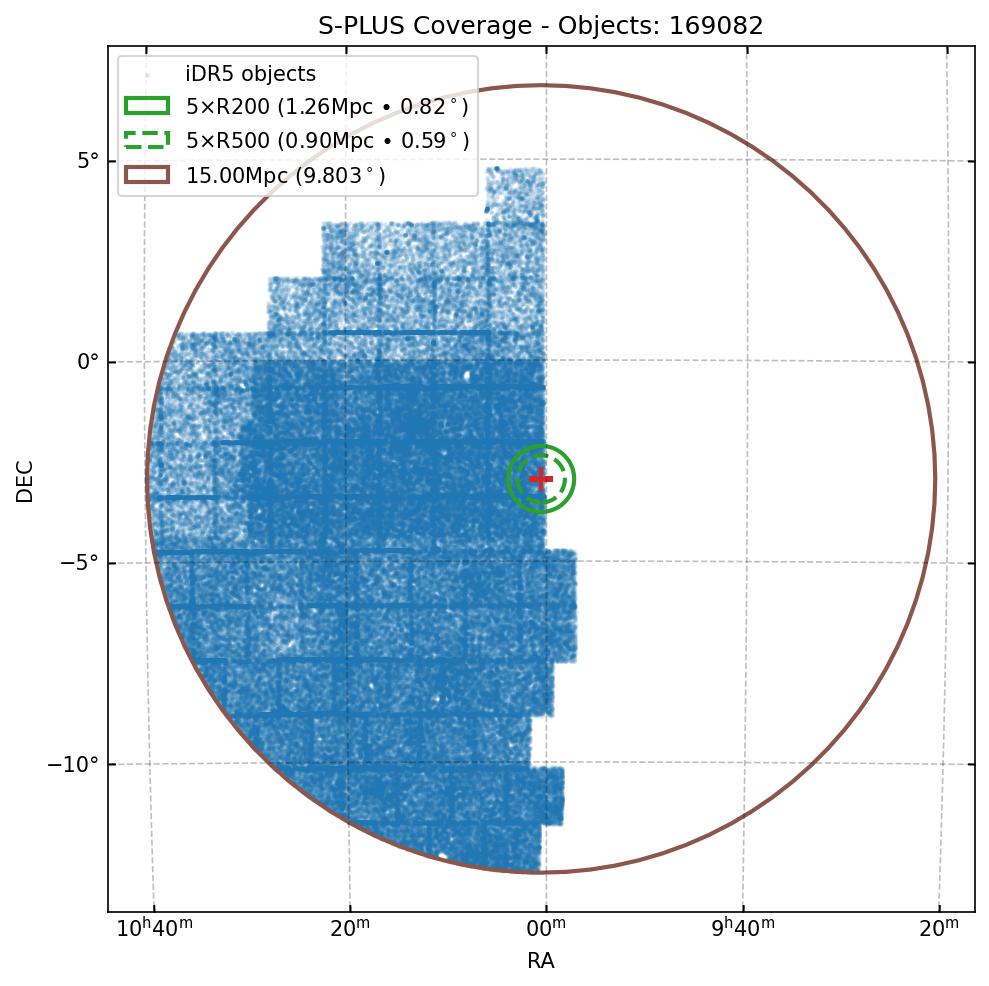 S-PLUS Coverage - Objects: 169082
iDR5 objects
5×R200 (1.26Mpc • 0.82°)
5×R500 (0.90Mpc • 0.59°)
15.00Mpc (9.803°)
5°
0°
−5°
−10°
DEC
10ʰ40ᵐ 20ᵐ 00ᵐ 9ʰ40ᵐ 20ᵐ
RA